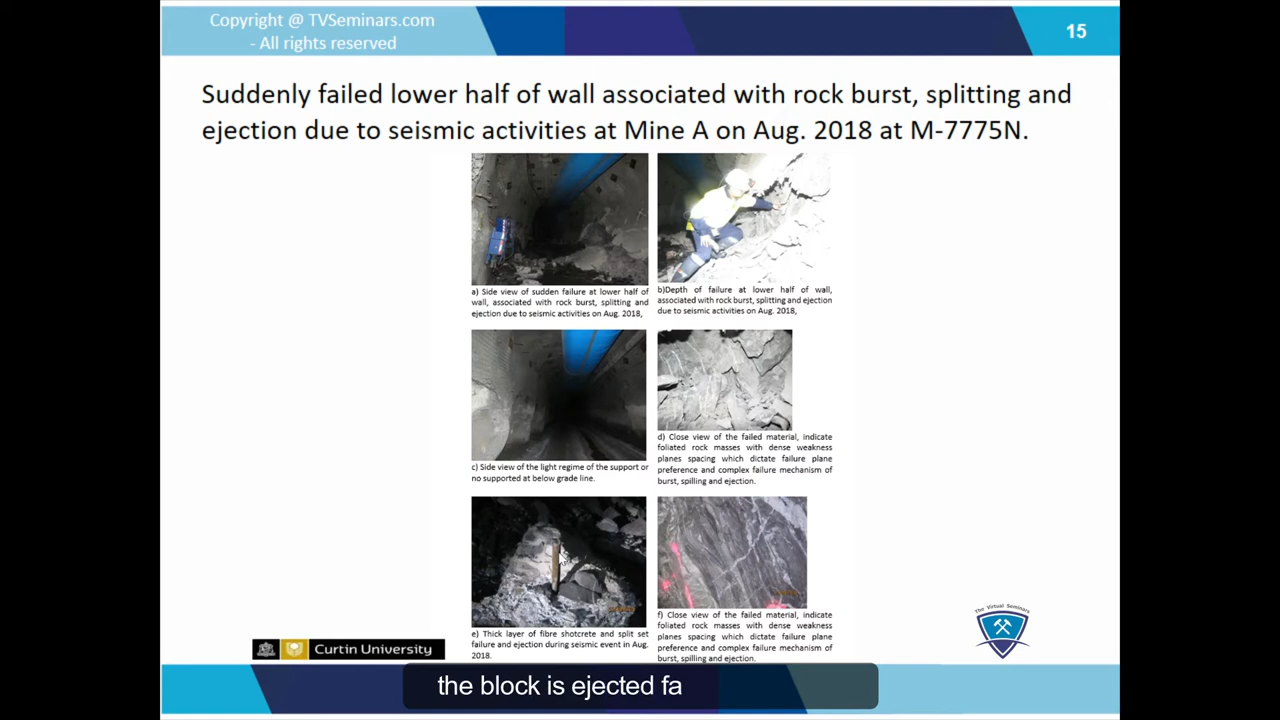 Copyright @ TVSeminars.com
- All rights reserved
15
Suddenly failed lower half of wall associated with rock burst, splitting and
ejection due to seismic activities at Mine A on Aug. 2018 at M-7775N.
a) Side view of sudden failure at lower half of
wall, associated with rock burst, splitting and
ejection due to seismic activities on Aug. 2018,
b)Depth of failure at lower half of wall,
associated with rock burst, splitting and ejection
due to seismic activities on Aug. 2018,
c) Side view of the light regime of the support or
no supported at below grade line.
d) Close view of the failed material, indicate
foliated rock masses with dense weakness
planes spacing which dictate failure plane
preference and complex failure mechanism of
burst, spilling and ejection.
e) Thick layer of fibre shotcrete and split set
failure and ejection during seismic event in Aug.
2018.
f) Close view of the failed material, indicate
foliated rock masses with dense weakness
planes spacing which dictate failure plane
preference and complex failure mechanism of
burst, spilling and ejection.
The Virtual Seminars
Curtin University
the block is ejected fa